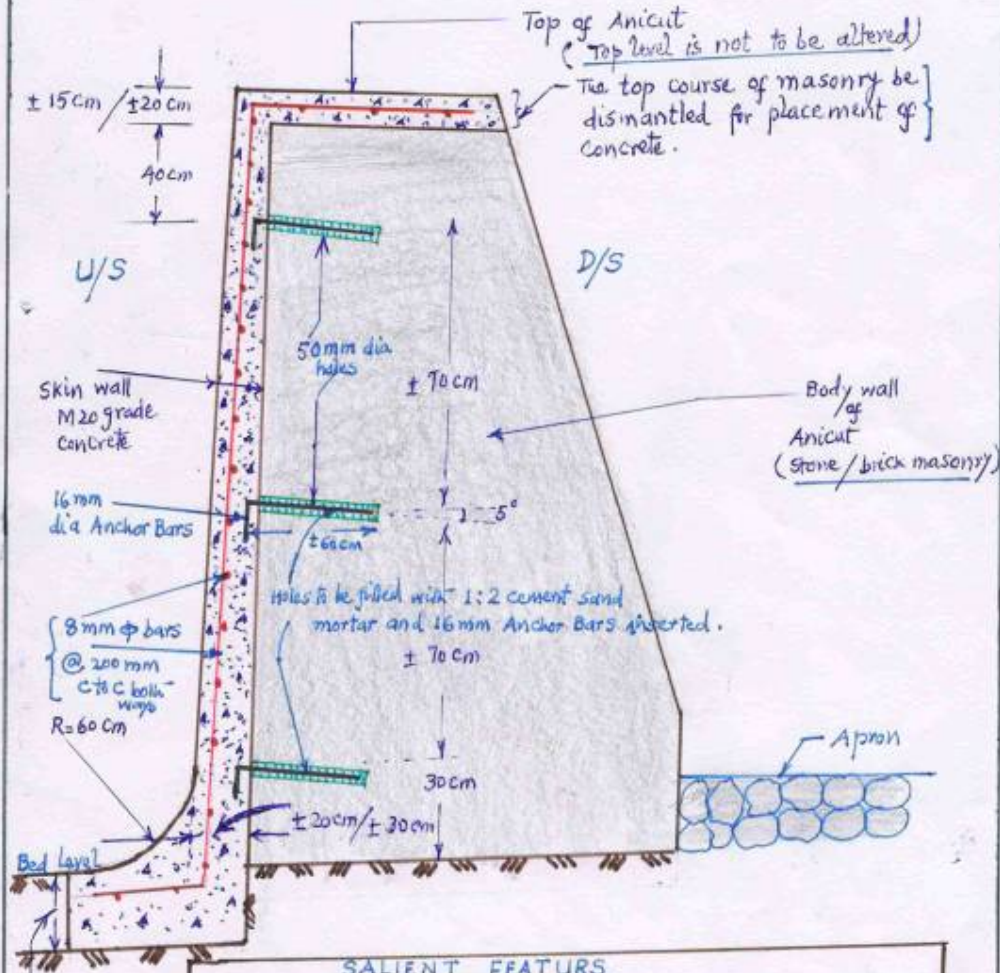 Top of Anicut
( Top level is not to be altered)
± 15 cm / ±20 cm
The top course of masonry be
dismantled for placement of
concrete.
40cm
U/S
D/S
50mm dia
holes
± 70 cm
Skin wall
M20 grade
concrete
Body wall
of
Anicut
(Stone / brick masonry)
16mm
dia Anchor Bars
5°
±60cm
Holes to be filled with 1:2 cement sand
mortar and 16mm Anchor Bars inserted.
± 70 cm
8mm φ bars
@ 200 mm
C to C both
ways
R=60 cm
Apron
30cm
±20cm/±30cm
Bed Level
SALIENT FEATURS